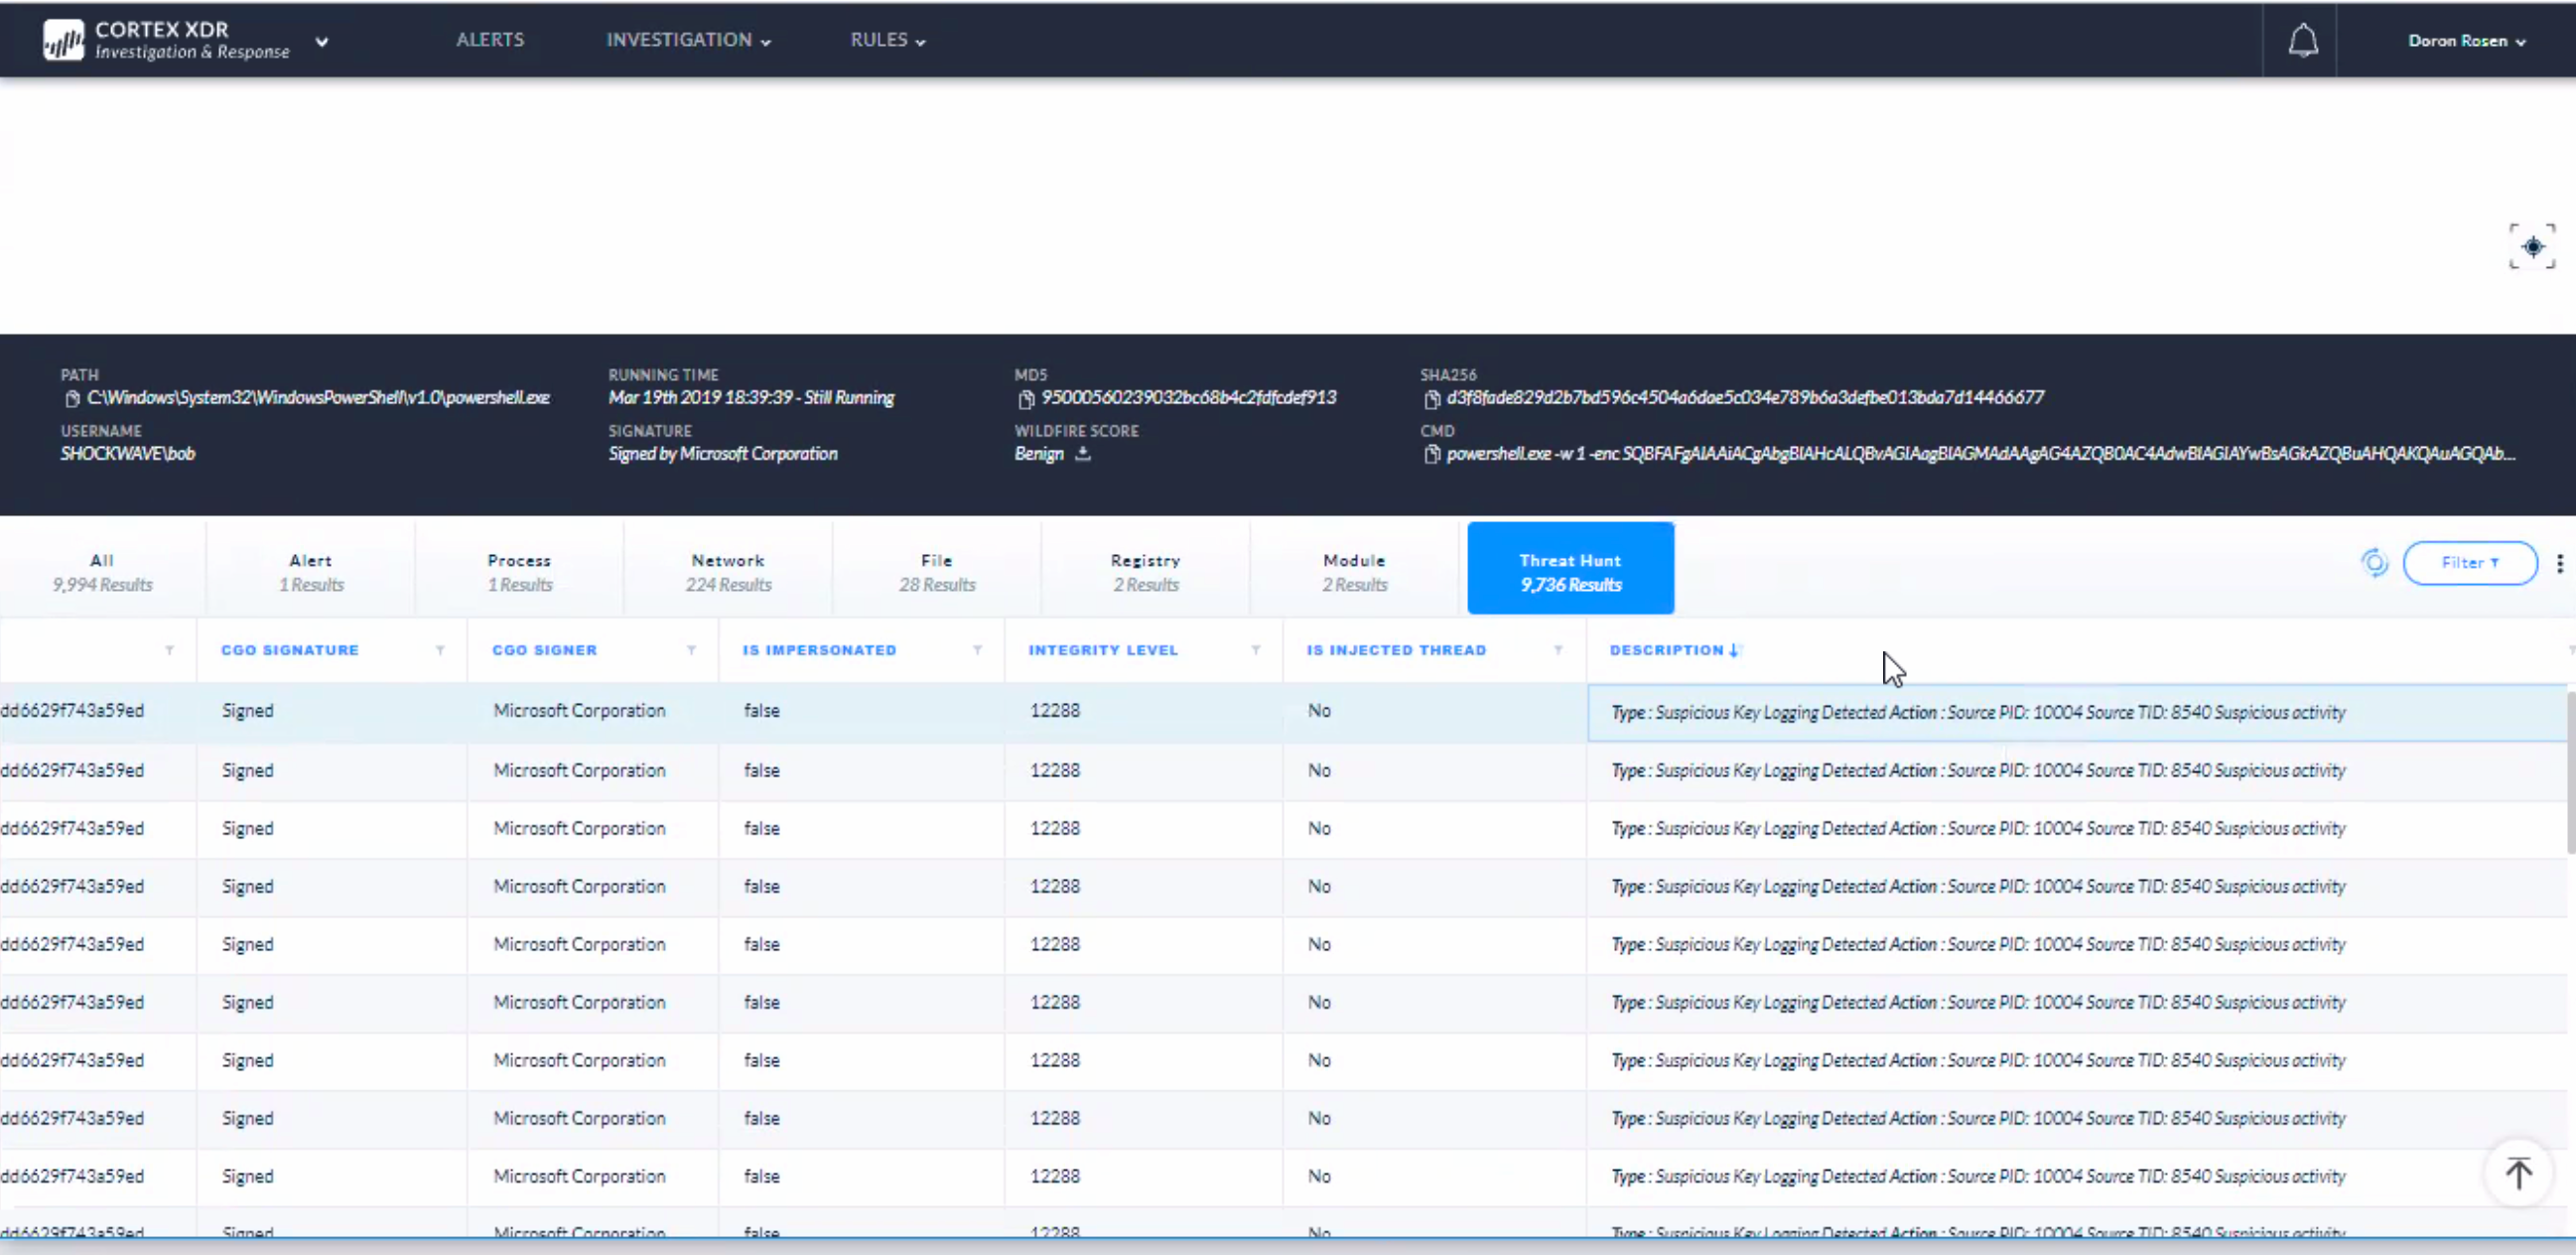 CORTEX XDR
Investigation & Response
ALERTS INVESTIGATION RULES Doron Rosen
PATH RUNNING TIME MD5 SHA256
C:\Windows\System32\WindowsPowerShell\v1.0\powershell.exe Mar 19th 2019 18:39:39 - Still Running 95000560239032bc68b4c2fdfcdef913 d3f8fade829d2b7bd596c4504a6dae5c034e789b6a3defbe013bda7d14466677
USERNAME SIGNATURE WILDFIRE SCORE CMD
SHOCKWAVE\bob Signed by Microsoft Corporation Benign powershell.exe -w 1 -enc
All Alert Process Network File Registry Module Threat Hunt Filter
9,994 Results 1 Results 1 Results 224 Results 28 Results 2 Results 2 Results 9,736 Results
CGO SIGNATURE CGO SIGNER IS IMPERSONATED INTEGRITY LEVEL IS INJECTED THREAD DESCRIPTION
dd6629f743a59ed Signed Microsoft Corporation false 12288 No Type : Suspicious Key Logging Detected Action : Source PID: 10004 Source TID: 8540 Suspicious activity
dd6629f743a59ed Signed Microsoft Corporation false 12288 No Type : Suspicious Key Logging Detected Action : Source PID: 10004 Source TID: 8540 Suspicious activity
dd6629f743a59ed Signed Microsoft Corporation false 12288 No Type : Suspicious Key Logging Detected Action : Source PID: 10004 Source TID: 8540 Suspicious activity
dd6629f743a59ed Signed Microsoft Corporation false 12288 No Type : Suspicious Key Logging Detected Action : Source PID: 10004 Source TID: 8540 Suspicious activity
dd6629f743a59ed Signed Microsoft Corporation false 12288 No Type : Suspicious Key Logging Detected Action : Source PID: 10004 Source TID: 8540 Suspicious activity
dd6629f743a59ed Signed Microsoft Corporation false 12288 No Type : Suspicious Key Logging Detected Action : Source PID: 10004 Source TID: 8540 Suspicious activity
dd6629f743a59ed Signed Microsoft Corporation false 12288 No Type : Suspicious Key Logging Detected Action : Source PID: 10004 Source TID: 8540 Suspicious activity
dd6629f743a59ed Signed Microsoft Corporation false 12288 No Type : Suspicious Key Logging Detected Action : Source PID: 10004 Source TID: 8540 Suspicious activity
dd6629f743a59ed Signed Microsoft Corporation false 12288 No Type : Suspicious Key Logging Detected Action : Source PID: 10004 Source TID: 8540 Suspicious activity
dd6629f743a59ed Signed Microsoft Corporation false 12288 No Type : Suspicious Key Logging Detected Action : Source PID: 10004 Source TID: 8540 Suspicious activity